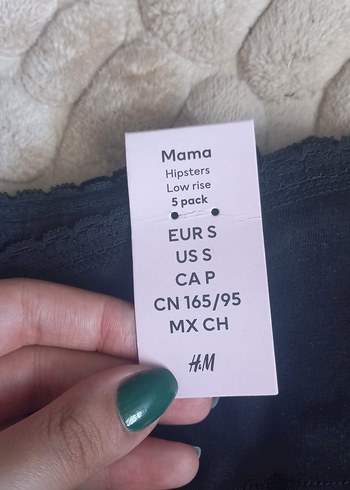 Mama
Hipsters
Low rise
5 pack
EUR S
US S
CA P
CN 165/95
MX CH
H&M